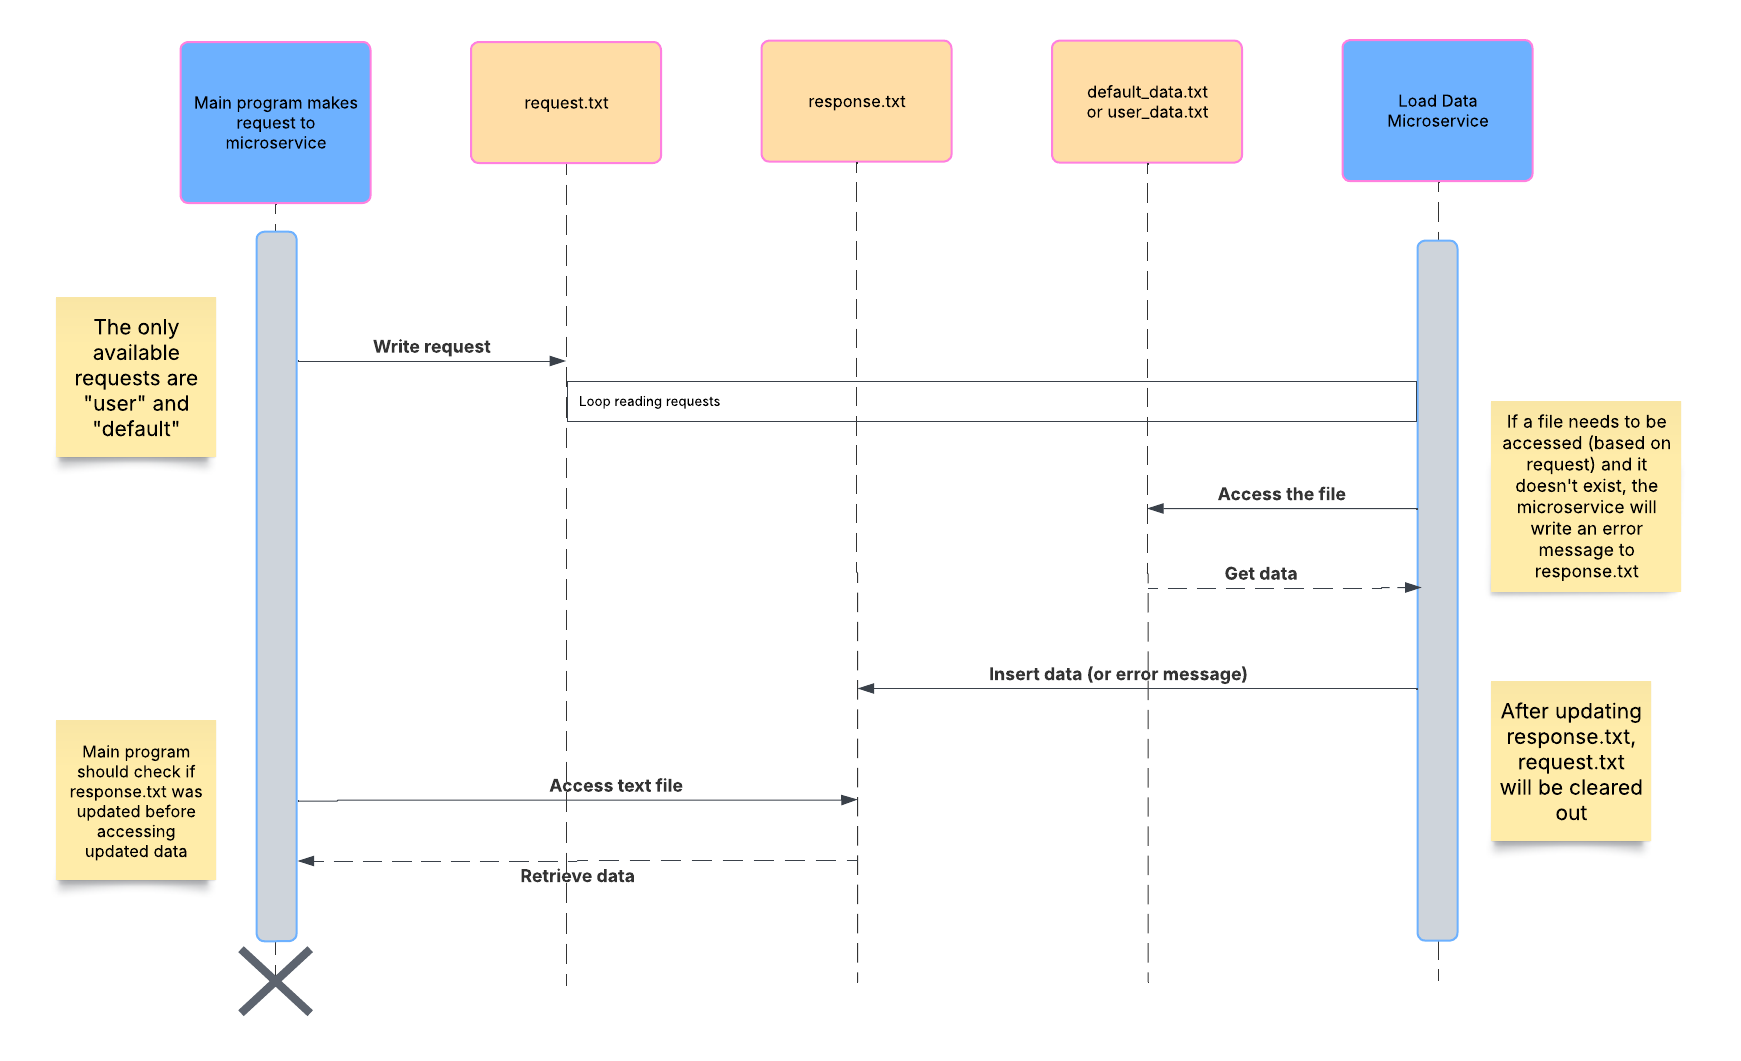 Main program makes
request to
microservice
request.txt
response.txt
default_data.txt
or user_data.txt
Load Data
Microservice
The only
available
requests are
"user" and
"default"
Write request
Loop reading requests
If a file needs to be
accessed (based on
request) and it
doesn't exist, the
microservice will
write an error
message to
response.txt
Access the file
Get data
Insert data (or error message)
After updating
response.txt,
request.txt
will be cleared
out
Main program
should check if
response.txt was
updated before
accessing
updated data
Access text file
Retrieve data